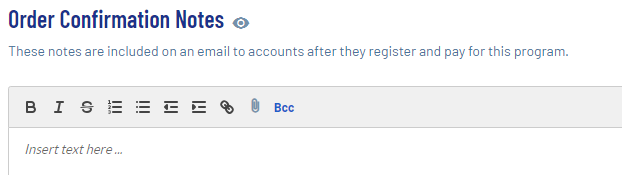 Order Confirmation Notes
These notes are included on an email to accounts after they register and pay for this program.
B I S Bcc
Insert text here ...